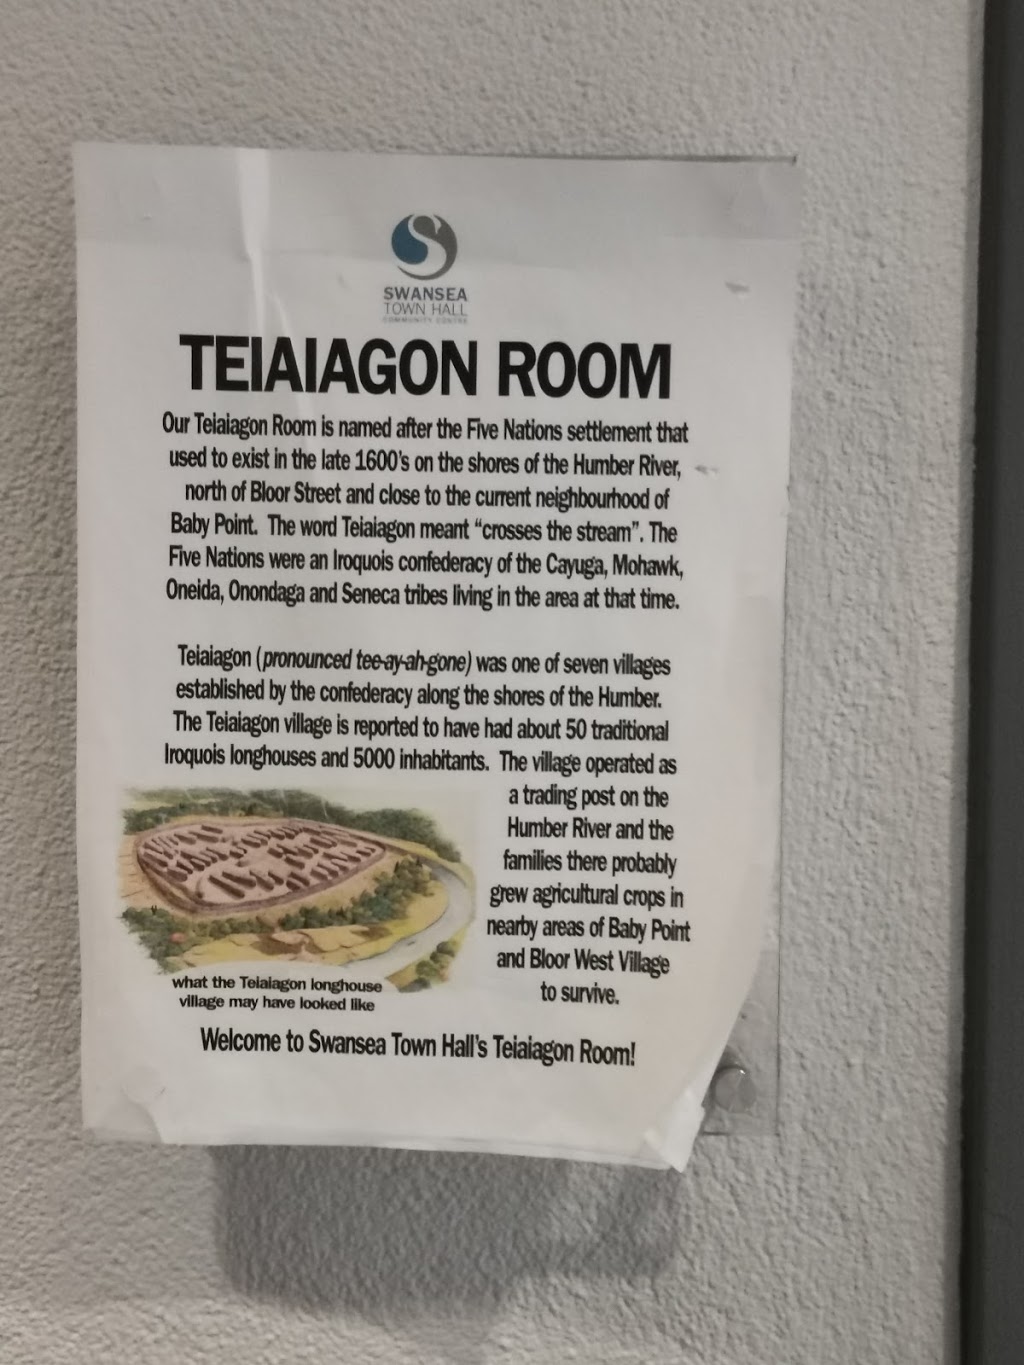 SWANSEA
TOWN HALL
COMMUNITY CENTRE
TEIAIAGON ROOM
Our Teiaiagon Room is named after the Five Nations settlement that
used to exist in the late 1600's on the shores of the Humber River,
north of Bloor Street and close to the current neighbourhood of
Baby Point. The word Teiaiagon meant “crosses the stream”. The
Five Nations were an Iroquois confederacy of the Cayuga, Mohawk,
Oneida, Onondaga and Seneca tribes living in the area at that time.
Teiaiagon (pronounced tee-ay-ah-gone) was one of seven villages
established by the confederacy along the shores of the Humber.
The Teiaiagon village is reported to have had about 50 traditional
Iroquois longhouses and 5000 inhabitants. The village operated as
a trading post on the
Humber River and the
families there probably
grew agricultural crops in
nearby areas of Baby Point
and Bloor West Village
to survive.
what the Teiaiagon longhouse
village may have looked like
Welcome to Swansea Town Hall's Teiaiagon Room!